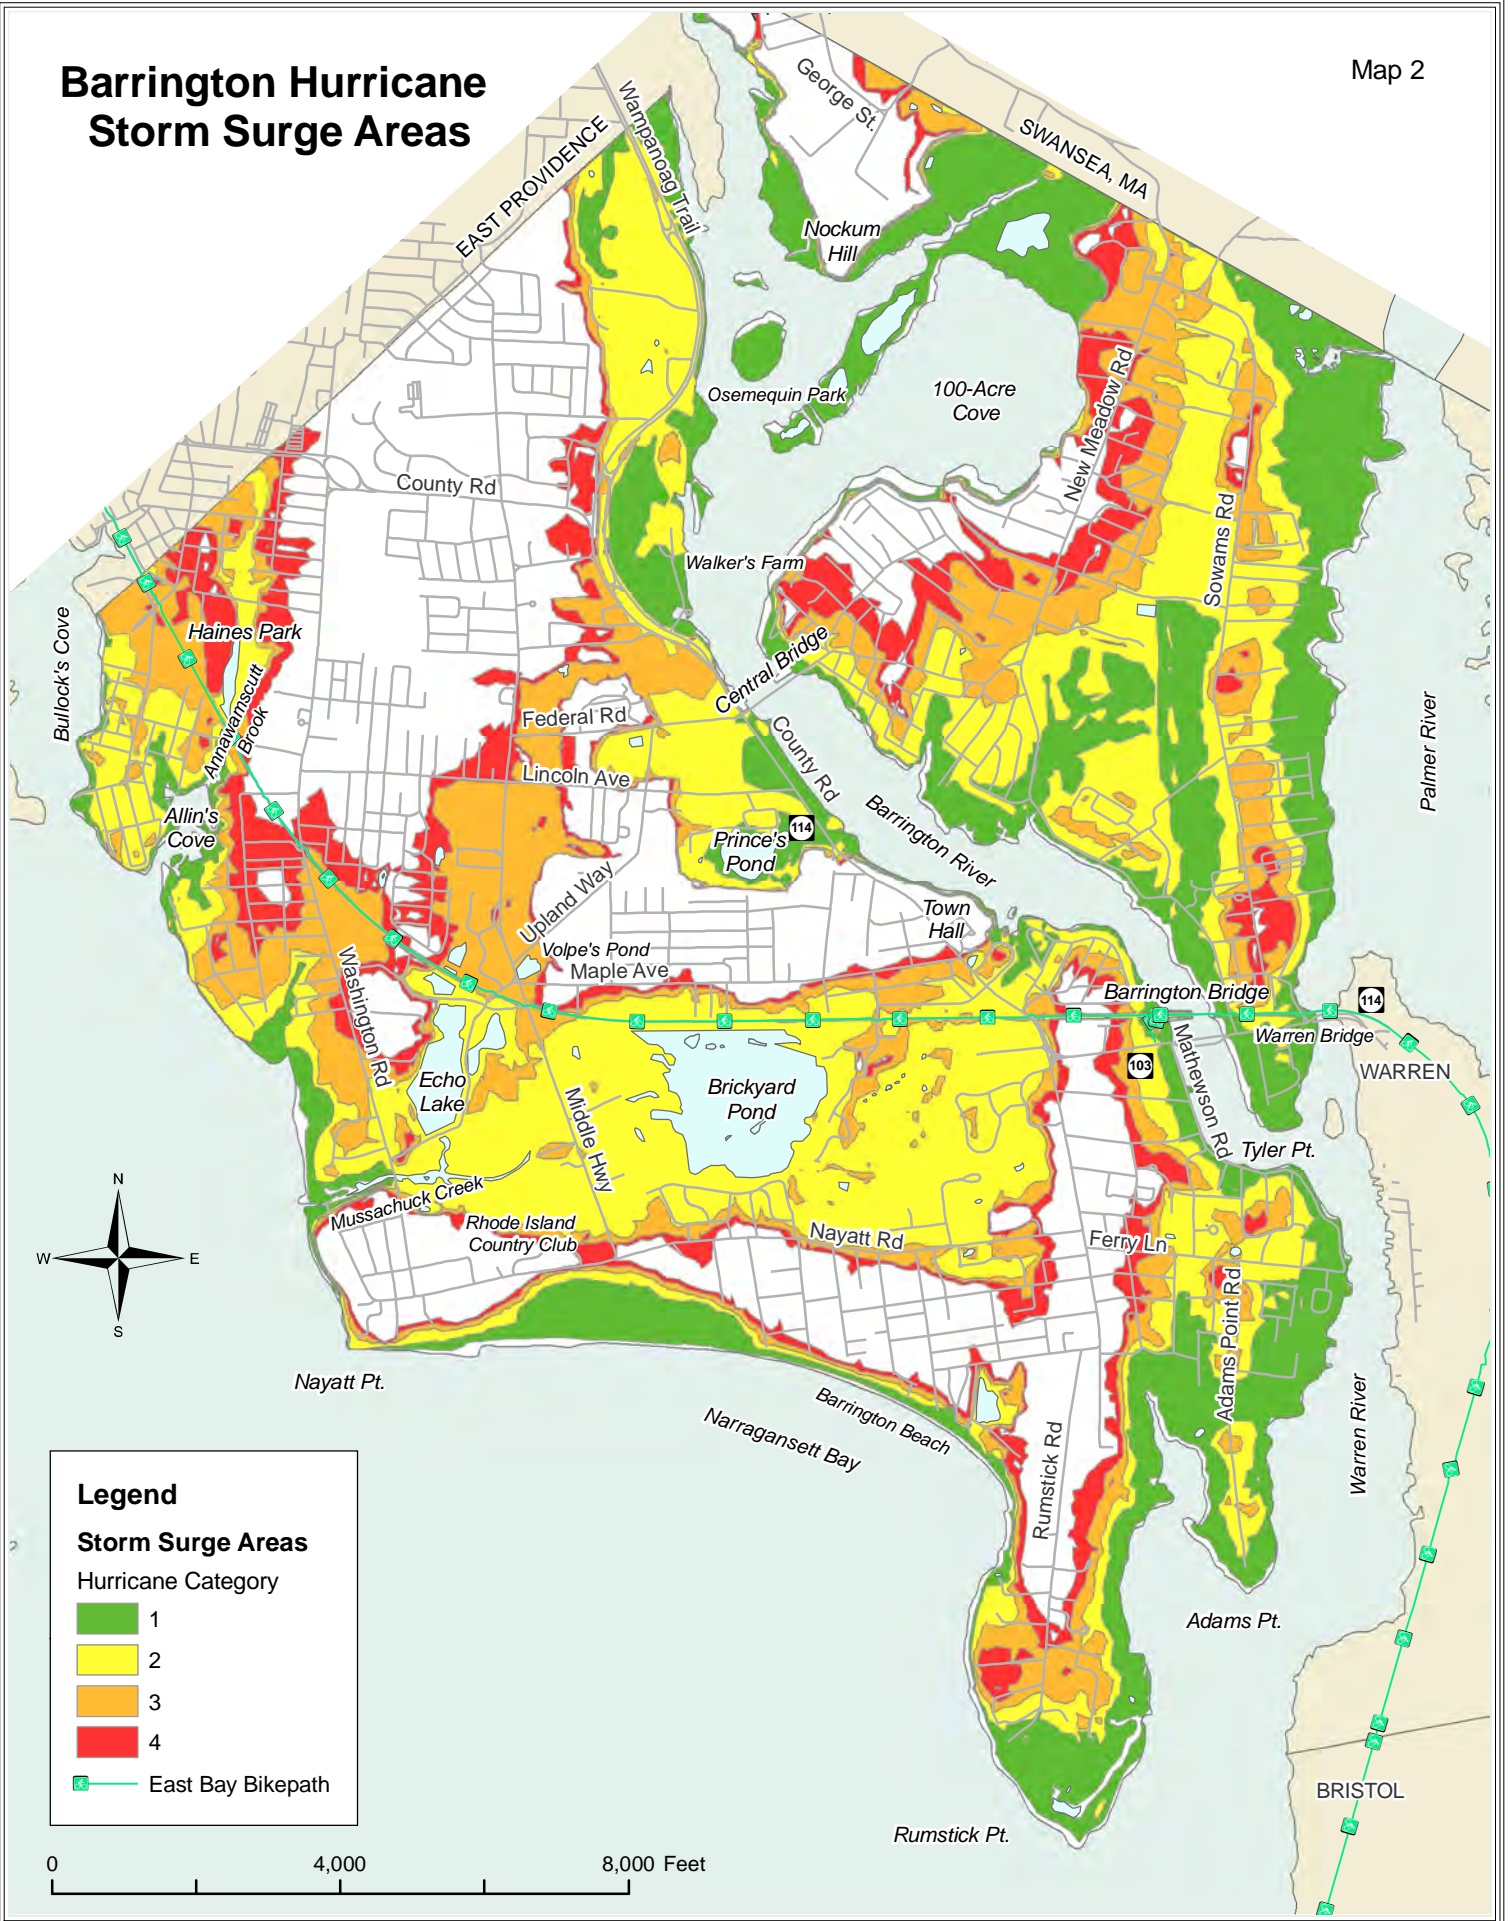 Barrington Hurricane
Storm Surge Areas
Map 2
George St.
Wampanoag Trail
SWANSEA, MA
EAST PROVIDENCE
Nockum
Hill
Osemequin Park
100-Acre
Cove
New Meadow Rd
County Rd
Sowams Rd
Walker's Farm
Bullock's Cove
Haines Park
Central Bridge
Annawamscutt
Brook
Federal Rd
County Rd
Palmer River
Lincoln Ave
Allin's
Cove
114
Prince's
Pond
Barrington River
Upland Way
Town
Hall
Volpe's Pond
Maple Ave
Washington Rd
Barrington Bridge
114
Warren Bridge
103
Mathewson Rd
WARREN
Echo
Lake
Brickyard
Pond
Middle Hwy
Tyler Pt.
N
W
E
S
Mussachuck Creek
Rhode Island
Country Club
Nayatt Rd
Ferry Ln
Adams Point Rd
Nayatt Pt.
Barrington Beach
Narragansett Bay
Rumstick Rd
Warren River
Legend
Storm Surge Areas
Hurricane Category
1
2
3
4
East Bay Bikepath
Adams Pt.
BRISTOL
Rumstick Pt.
0
4,000
8,000 Feet